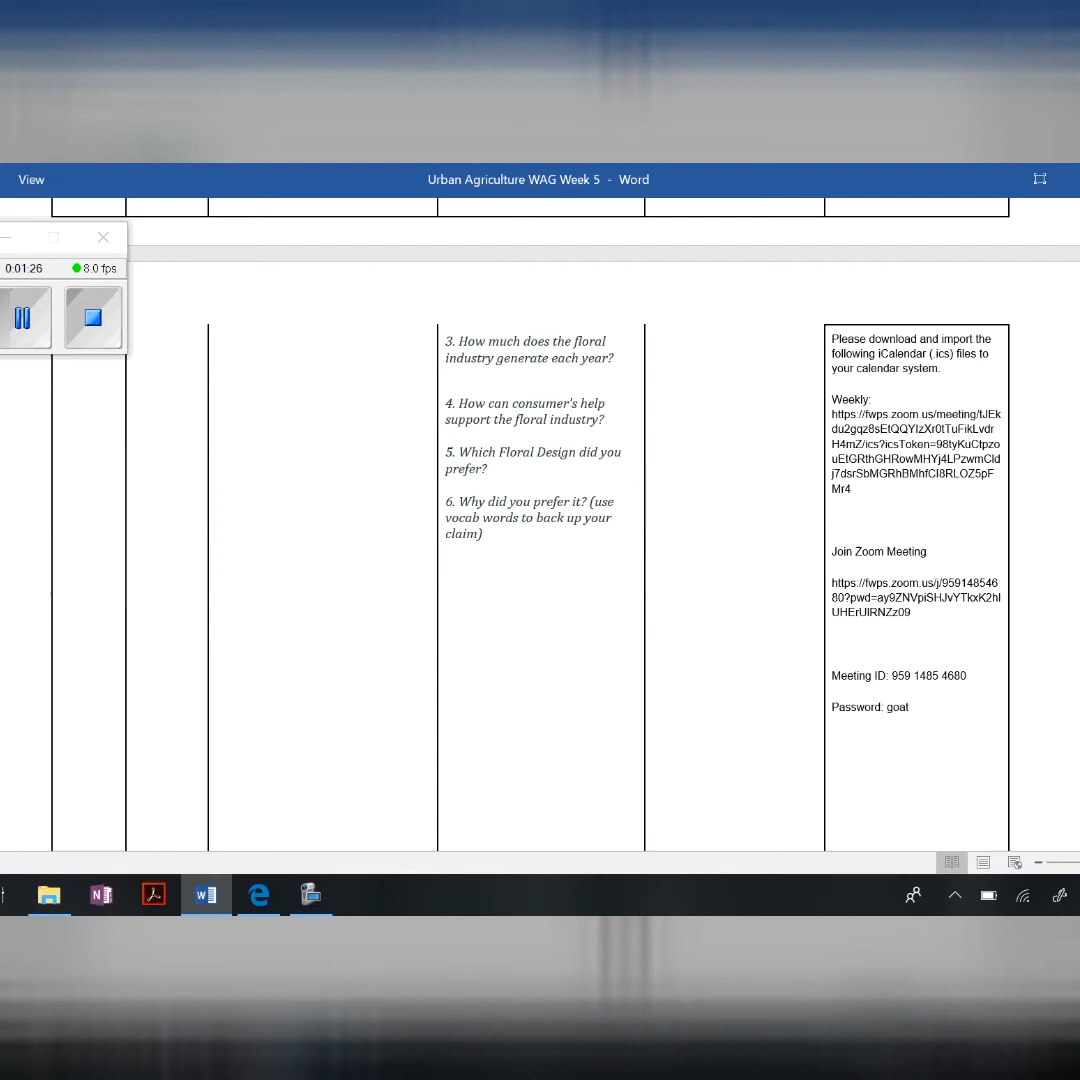 View
Urban Agriculture WAG Week 5 - Word
0:01:26
8.0 fps
3. How much does the floral
industry generate each year?
4. How can consumer's help
support the floral industry?
5. Which Floral Design did you
prefer?
6. Why did you prefer it? (use
vocab words to back up your
claim)
Please download and import the
following iCalendar (.ics) files to
your calendar system.
Weekly:
https://fwps.zoom.us/meeting/tJEk
du2gqz8sEtQQYIzXr0tTuFikLvdr
H4mZ/ics?icsToken=98tyKuCtpzo
uEtGRthGHRowMHYj4LPzwmCld
j7dsrSbMGRhBMhfCI8RLOZ5pF
Mr4
Join Zoom Meeting
https://fwps.zoom.us/j/959148546
80?pwd=ay9ZNVpiSHJvYTkxK2hI
UHErUlRNZz09
Meeting ID: 959 1485 4680
Password: goat